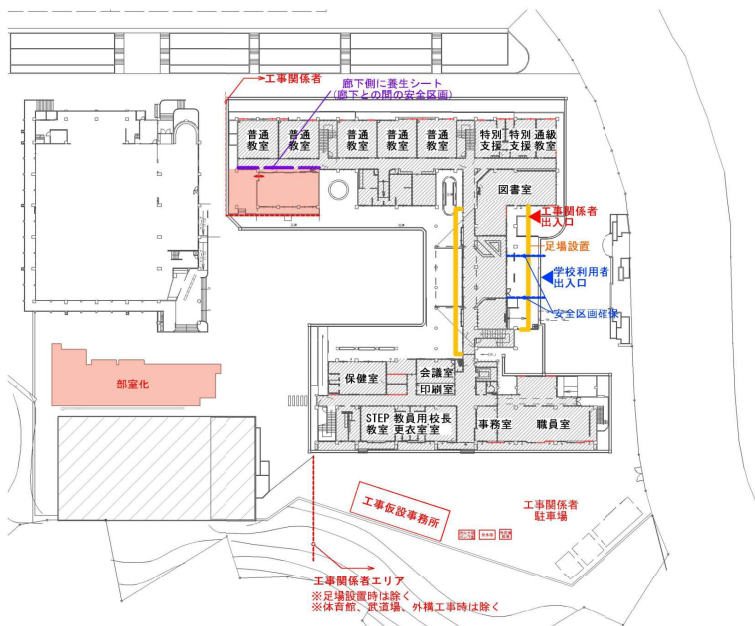 工事関係者
廊下側に養生シート
（廊下との間の安全区画）
普通
教室
普通
教室
普通
教室
普通
教室
普通
教室
特別
支援
特別
支援
通級
教室
図書室
工事関係者
出入口
足場設置
学校利用者
出入口
安全区画確保
部室化
保健室
会議室
印刷室
STEP
教室
教員用
更衣室
校長
室
事務室
職員室
工事仮設事務所
工事関係者
駐車場
工事関係者エリア
※足場設置時は除く
※体育館、武道場、外構工事時は除く